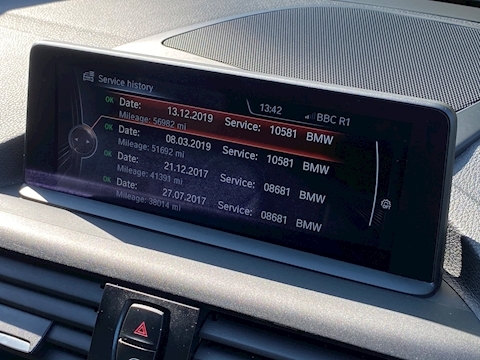 Service history
13:42 BBC R1
OK Date: 13.12.2019 Service: 10581 BMW
Mileage: 56982 mi
OK Date: 08.03.2019 Service: 10581 BMW
Mileage: 51692 mi
OK Date: 21.12.2017 Service: 08681 BMW
Mileage: 41391 mi
OK Date: 27.07.2017 Service: 08681 BMW
Mileage: 38014 mi